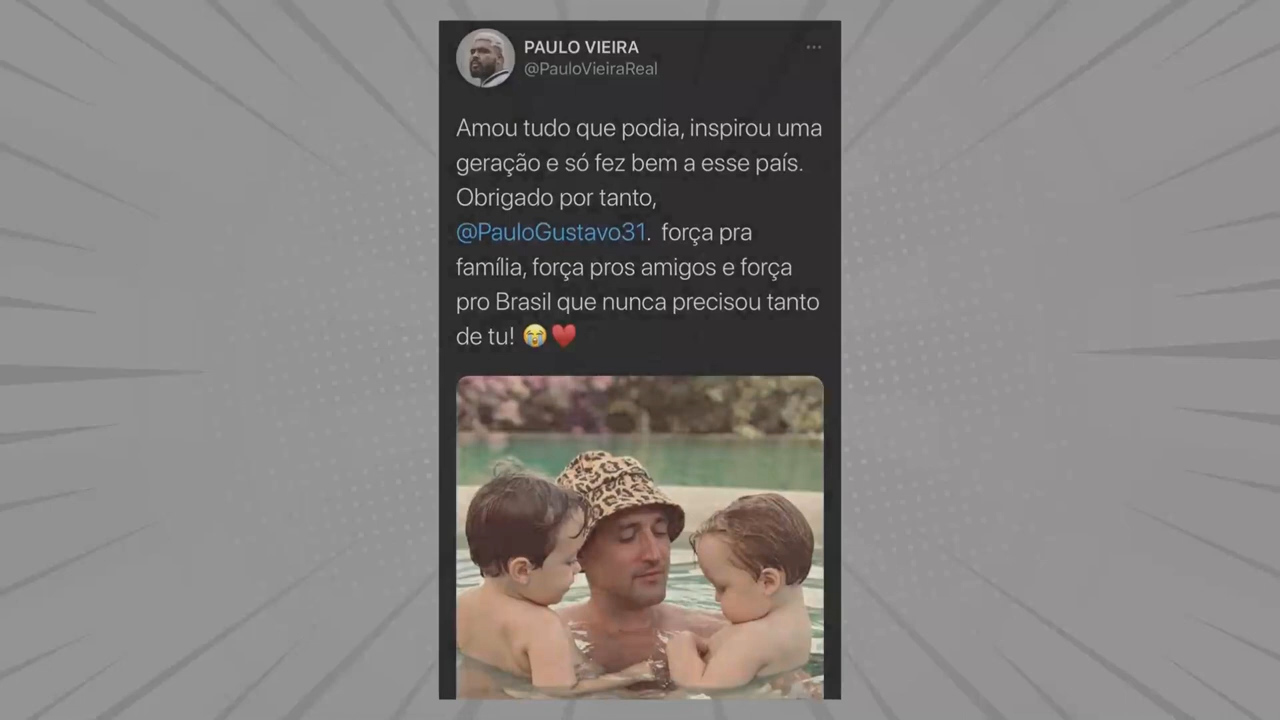 PAULO VIEIRA
@PauloVieiraReal
Amou tudo que podia, inspirou uma
geração e só fez bem a esse país.
Obrigado por tanto,
@PauloGustavo31. força pra
família, força pros amigos e força
pro Brasil que nunca precisou tanto
de tu! 😭♥️